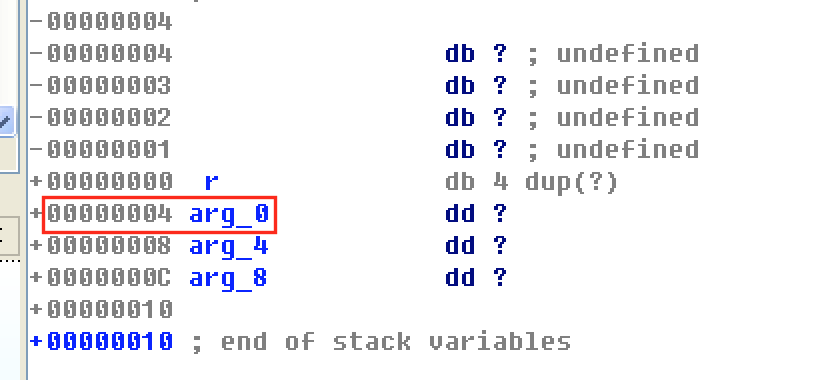 -00000004
-00000004 db ? ; undefined
-00000003 db ? ; undefined
-00000002 db ? ; undefined
-00000001 db ? ; undefined
+00000000 r db 4 dup(?)
+00000004 arg_0 dd ?
+00000008 arg_4 dd ?
+0000000C arg_8 dd ?
+00000010
+00000010 ; end of stack variables